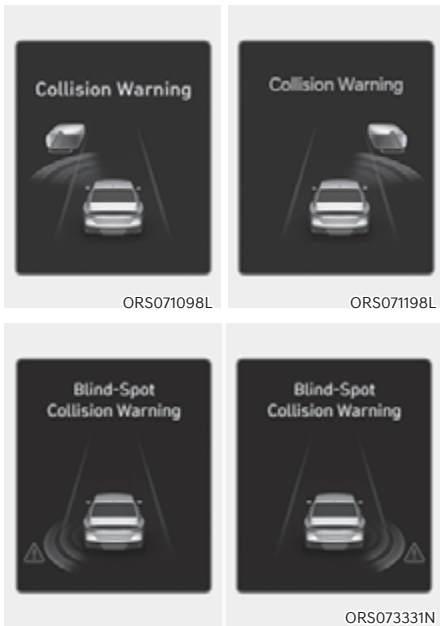 Collision Warning
Collision Warning
ORS071098L
ORS071198L
Blind-Spot
Collision Warning
Blind-Spot
Collision Warning
ORS073331N